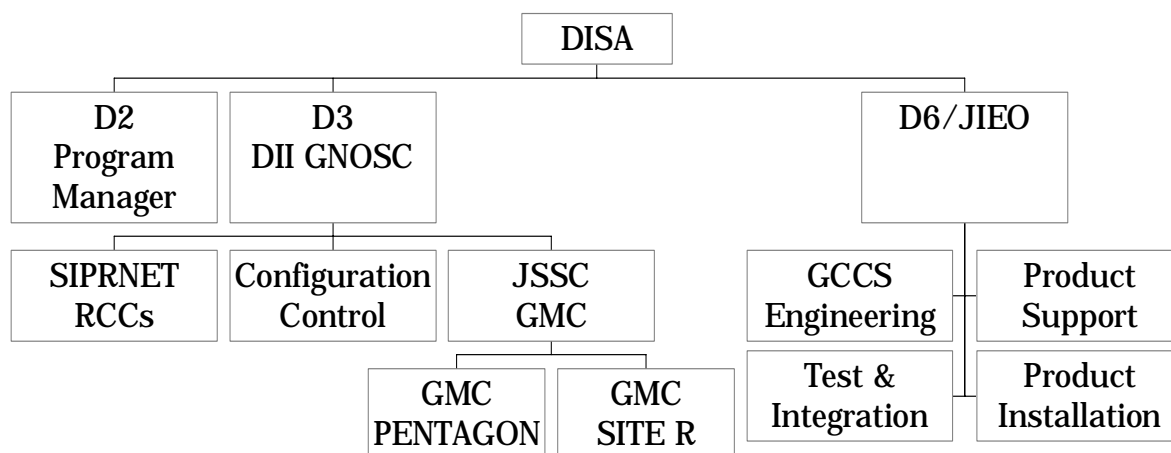 DISA
D2
Program
Manager
D3
DII GNOSC
D6/JIEO
SIPRNET
RCCs
Configuration
Control
JSSC
GMC
GCCS
Engineering
Product
Support
GMC
PENTAGON
GMC
SITE R
Test &
Integration
Product
Installation